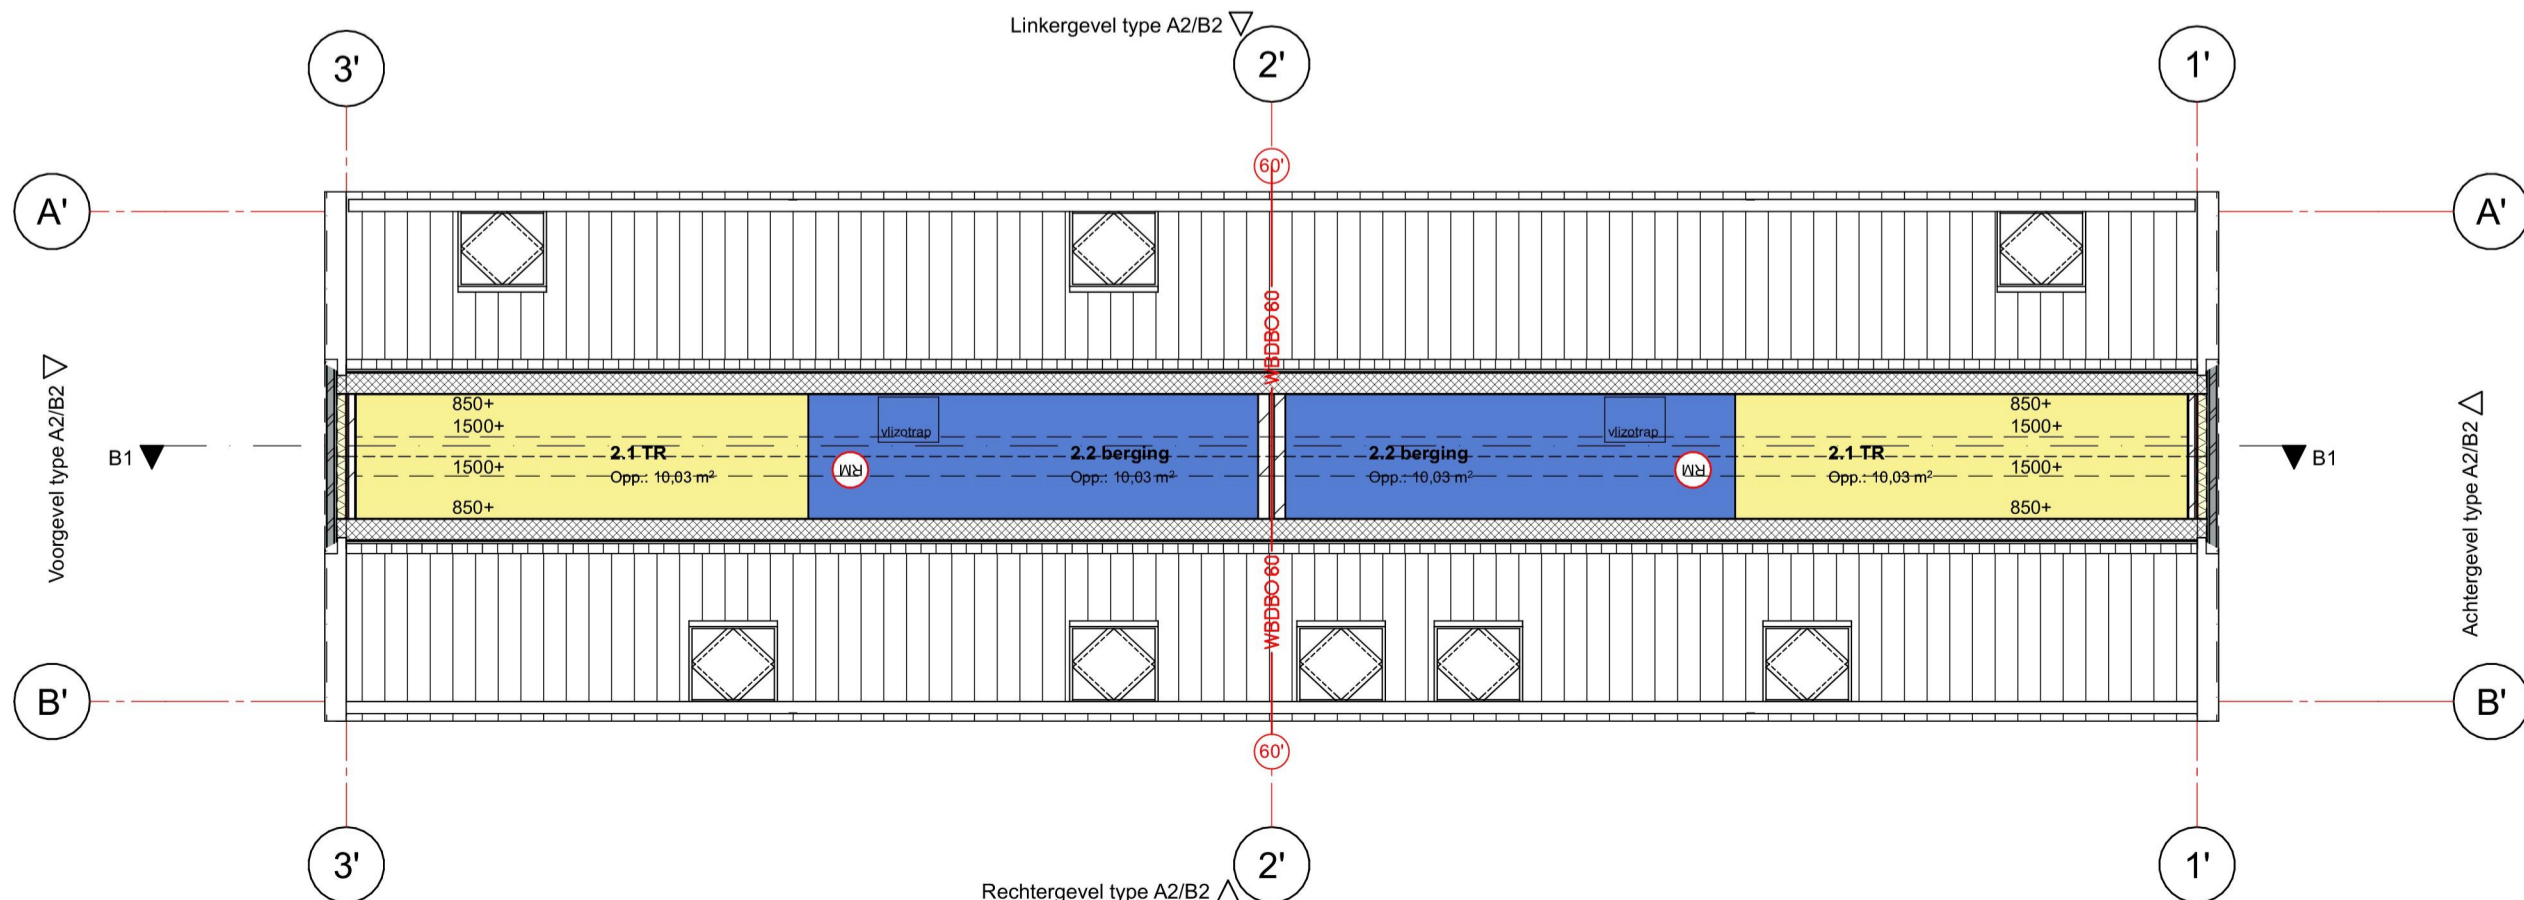 Linkergevel type A2/B2
3'
2'
1'
60'
A'
A'
WBDBO 60
Voorgevel type A2/B2
Achtergevel type A2/B2
850+
1500+
1500+
850+
2.1 TR
Opp.: 10,03 m²
vlizotrap
RM
2.2 berging
Opp.: 10,03 m²
2.2 berging
Opp.: 10,03 m²
vlizotrap
RM
2.1 TR
Opp.: 10,03 m²
850+
1500+
1500+
850+
B1
B1
WBDBO 60
B'
B'
60'
3'
2'
1'
Rechtergevel type A2/B2